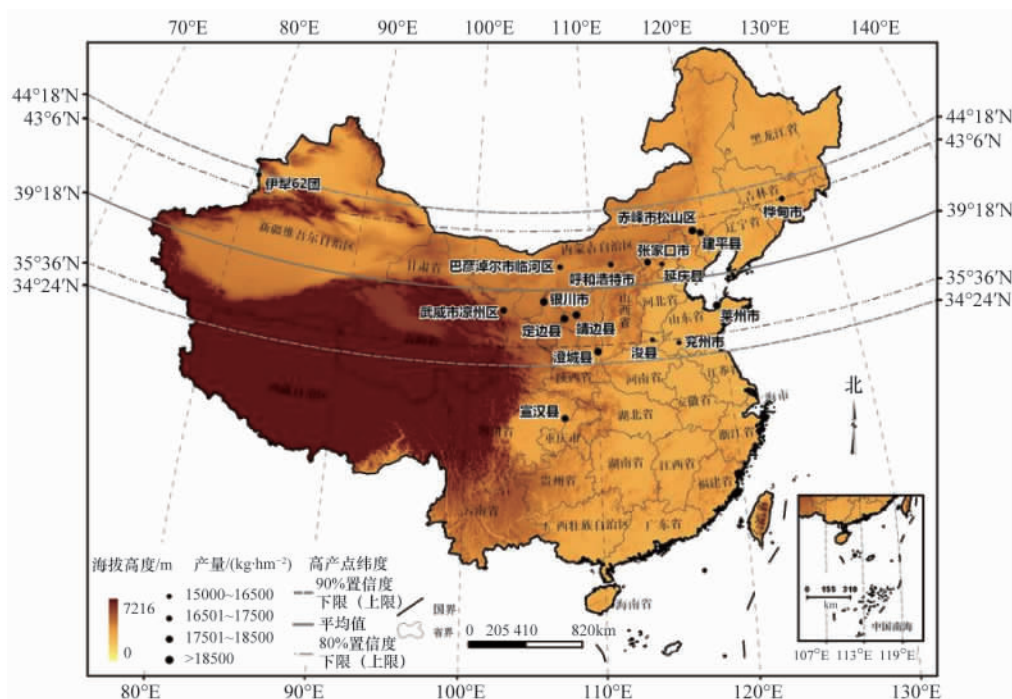 70°E 80°E 90°E 100°E 110°E 120°E 130°E 140°E
44°18′N
43°6′N
39°18′N
35°36′N
34°24′N
44°18′N
43°6′N
39°18′N
35°36′N
34°24′N
黑龙江省
吉林省
桦甸市
辽宁省
伊犁62团
赤峰市松山区
建平县
新疆维吾尔自治区
内蒙古自治区
张家口市
甘肃省
巴彦淖尔市临河区
呼和浩特市
延庆县
银川市
山西省
河北省
武威市凉州区
山东省
莱州市
定边县
靖边县
浚县
兖州市
澄城县
陕西省
河南省
江苏省
宣汉县
安徽省
湖北省
上海市
重庆市
浙江省
湖南省
江西省
贵州省
福建省
云南省
广西壮族自治区
广东省
海南省
北
海拔高度/m
7216
0
产量/(kg·hm⁻²)
15000~16500
16501~17500
17501~18500
>18500
高产点纬度
90%置信度
下限（上限）
平均值
80%置信度
下限（上限）
国界
省界
0 205 410 820km
0 155 310
km
中国南海
107°E 113°E 119°E
80°E 90°E 100°E 110°E 120°E 130°E